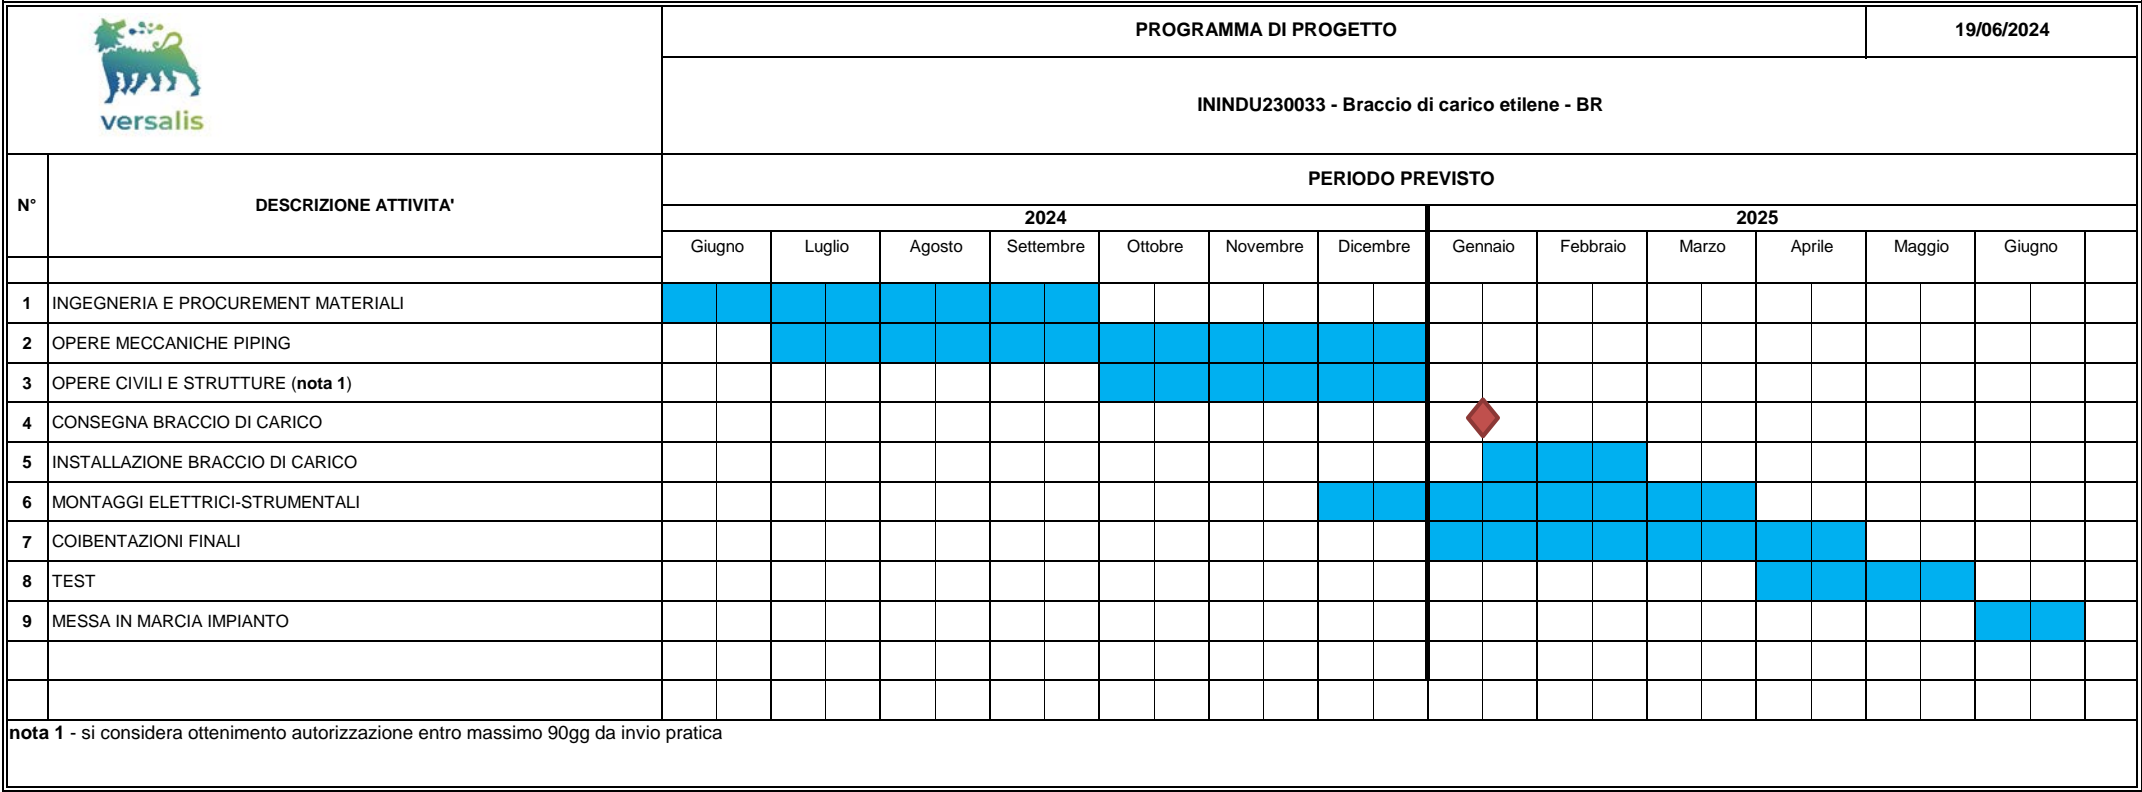 versalis
PROGRAMMA DI PROGETTO
19/06/2024
ININDU230033 - Braccio di carico etilene - BR
N°
DESCRIZIONE ATTIVITA'
PERIODO PREVISTO
2024
2025
Giugno Luglio Agosto Settembre Ottobre Novembre Dicembre Gennaio Febbraio Marzo Aprile Maggio Giugno
1 INGEGNERIA E PROCUREMENT MATERIALI
2 OPERE MECCANICHE PIPING
3 OPERE CIVILI E STRUTTURE (nota 1)
4 CONSEGNA BRACCIO DI CARICO
5 INSTALLAZIONE BRACCIO DI CARICO
6 MONTAGGI ELETTRICI-STRUMENTALI
7 COIBENTAZIONI FINALI
8 TEST
9 MESSA IN MARCIA IMPIANTO
nota 1 - si considera ottenimento autorizzazione entro massimo 90gg da invio pratica